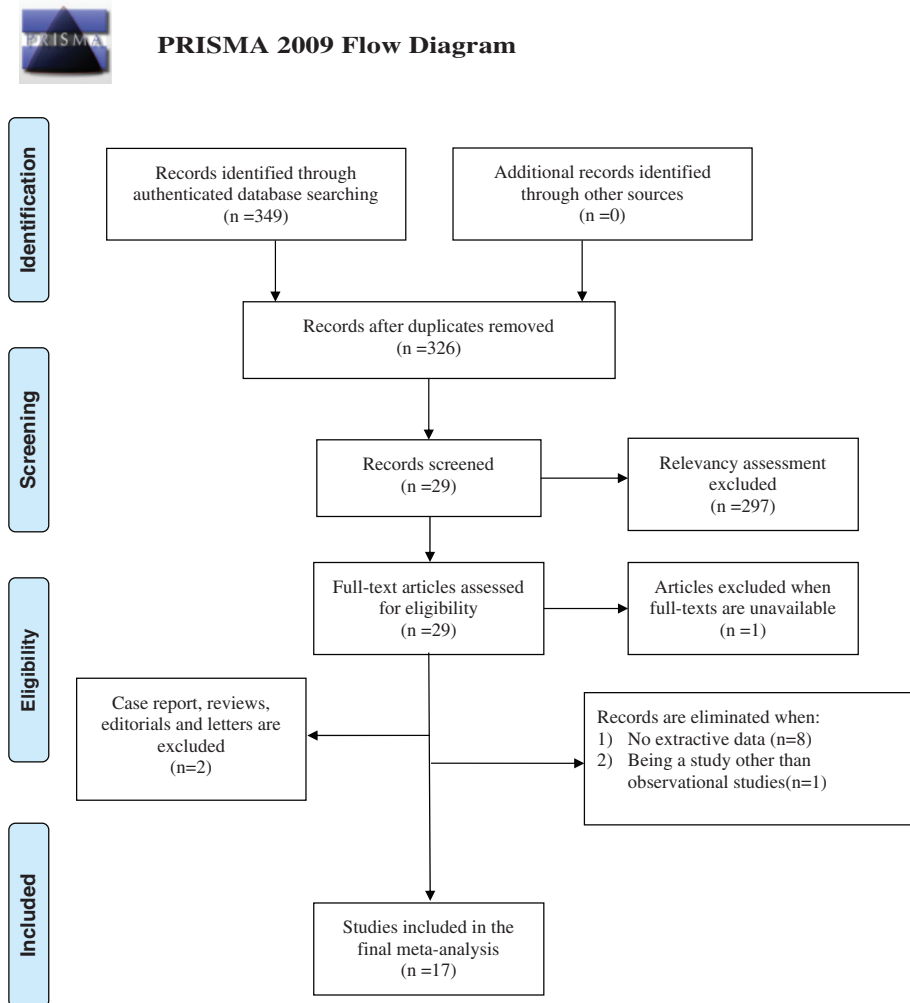 PRISMA
PRISMA 2009 Flow Diagram
Identification
Records identified through
authenticated database searching
(n =349)
Additional records identified
through other sources
(n =0)
Records after duplicates removed
(n =326)
Screening
Records screened
(n =29)
Relevancy assessment
excluded
(n =297)
Eligibility
Full-text articles assessed
for eligibility
(n =29)
Articles excluded when
full-texts are unavailable
(n =1)
Case report, reviews,
editorials and letters are
excluded
(n=2)
Records are eliminated when:
1) No extractive data (n=8)
2) Being a study other than
observational studies(n=1)
Included
Studies included in the
final meta-analysis
(n =17)